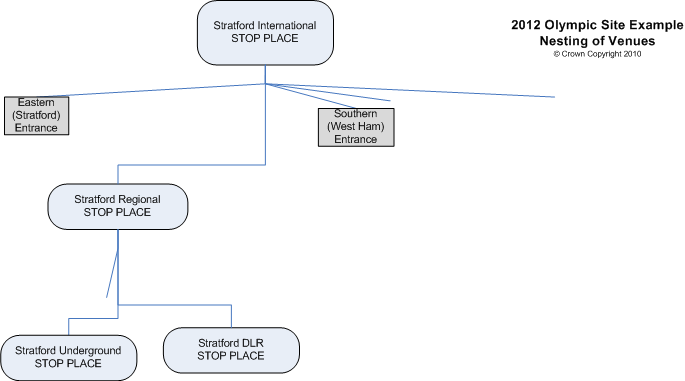 Stratford International
STOP PLACE
2012 Olympic Site Example
Nesting of Venues
© Crown Copyright 2010
Eastern
(Stratford)
Entrance
Southern
(West Ham)
Entrance
Stratford Regional
STOP PLACE
Stratford Underground
STOP PLACE
Stratford DLR
STOP PLACE